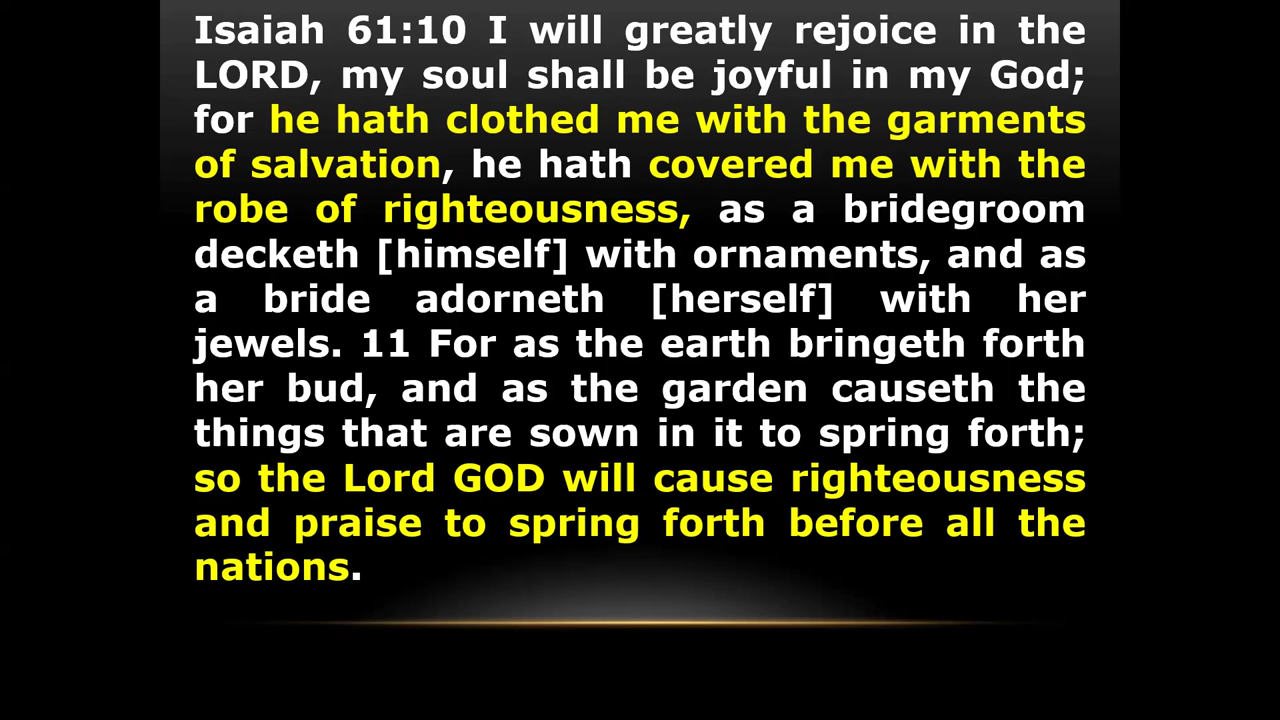 Isaiah 61:10 I will greatly rejoice in the
LORD, my soul shall be joyful in my God;
for he hath clothed me with the garments
of salvation, he hath covered me with the
robe of righteousness, as a bridegroom
decketh [himself] with ornaments, and as
a bride adorneth [herself] with her
jewels. 11 For as the earth bringeth forth
her bud, and as the garden causeth the
things that are sown in it to spring forth;
so the Lord GOD will cause righteousness
and praise to spring forth before all the
nations.